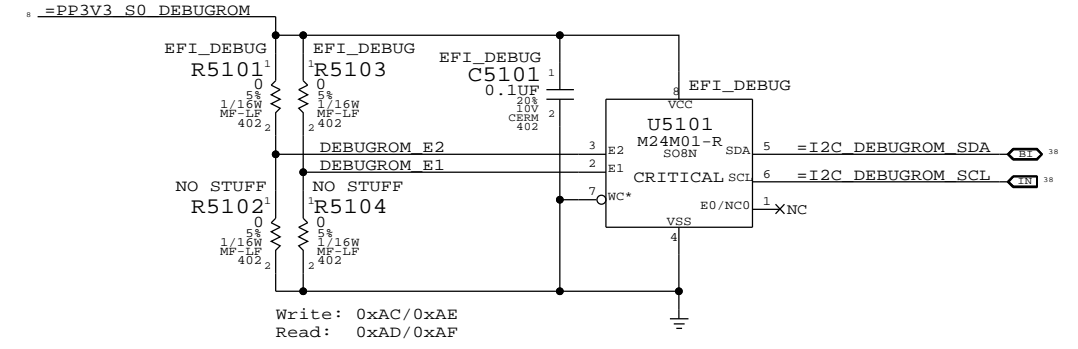 8 =PP3V3_S0_DEBUGROM
EFI_DEBUG
R5101
1
0
5%
1/16W
MF-LF
402
2
EFI_DEBUG
1
R5103
0
5%
1/16W
MF-LF
402
2
EFI_DEBUG
C5101
1
0.1UF
20%
10V
CERM
402
2
EFI_DEBUG
8
VCC
U5101
M24M01-R
SO8N
CRITICAL
3 E2
2 E1
7 WC*
SDA 5
SCL 6
E0/NC0 1
NC
VSS
4
DEBUGROM_E2
DEBUGROM_E1
=I2C_DEBUGROM_SDA BI 38
=I2C_DEBUGROM_SCL IN 38
NO STUFF
R5102
1
0
5%
1/16W
MF-LF
402
2
NO STUFF
1
R5104
0
5%
1/16W
MF-LF
402
2
Write: 0xAC/0xAE
Read: 0xAD/0xAF